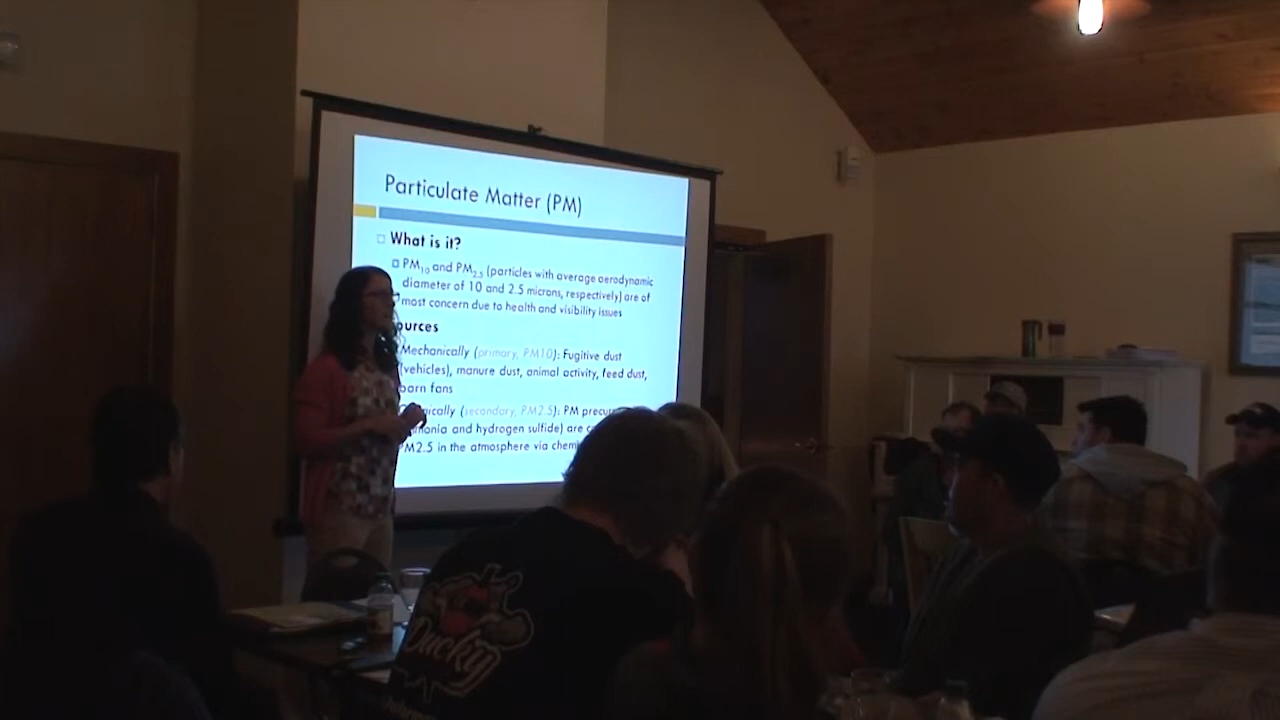 Particulate Matter (PM)
What is it?
PM10 and PM2.5 (particles with average aerodynamic
diameter of 10 and 2.5 microns, respectively) are of
most concern due to health and visibility issues
ources
Mechanically (primary, PM10): Fugitive dust
(vehicles), manure dust, animal activity, feed dust,
barn fans
ically (secondary, PM2.5): PM precur
onia and hydrogen sulfide) are c
PM2.5 in the atmosphere via chem
Ducky